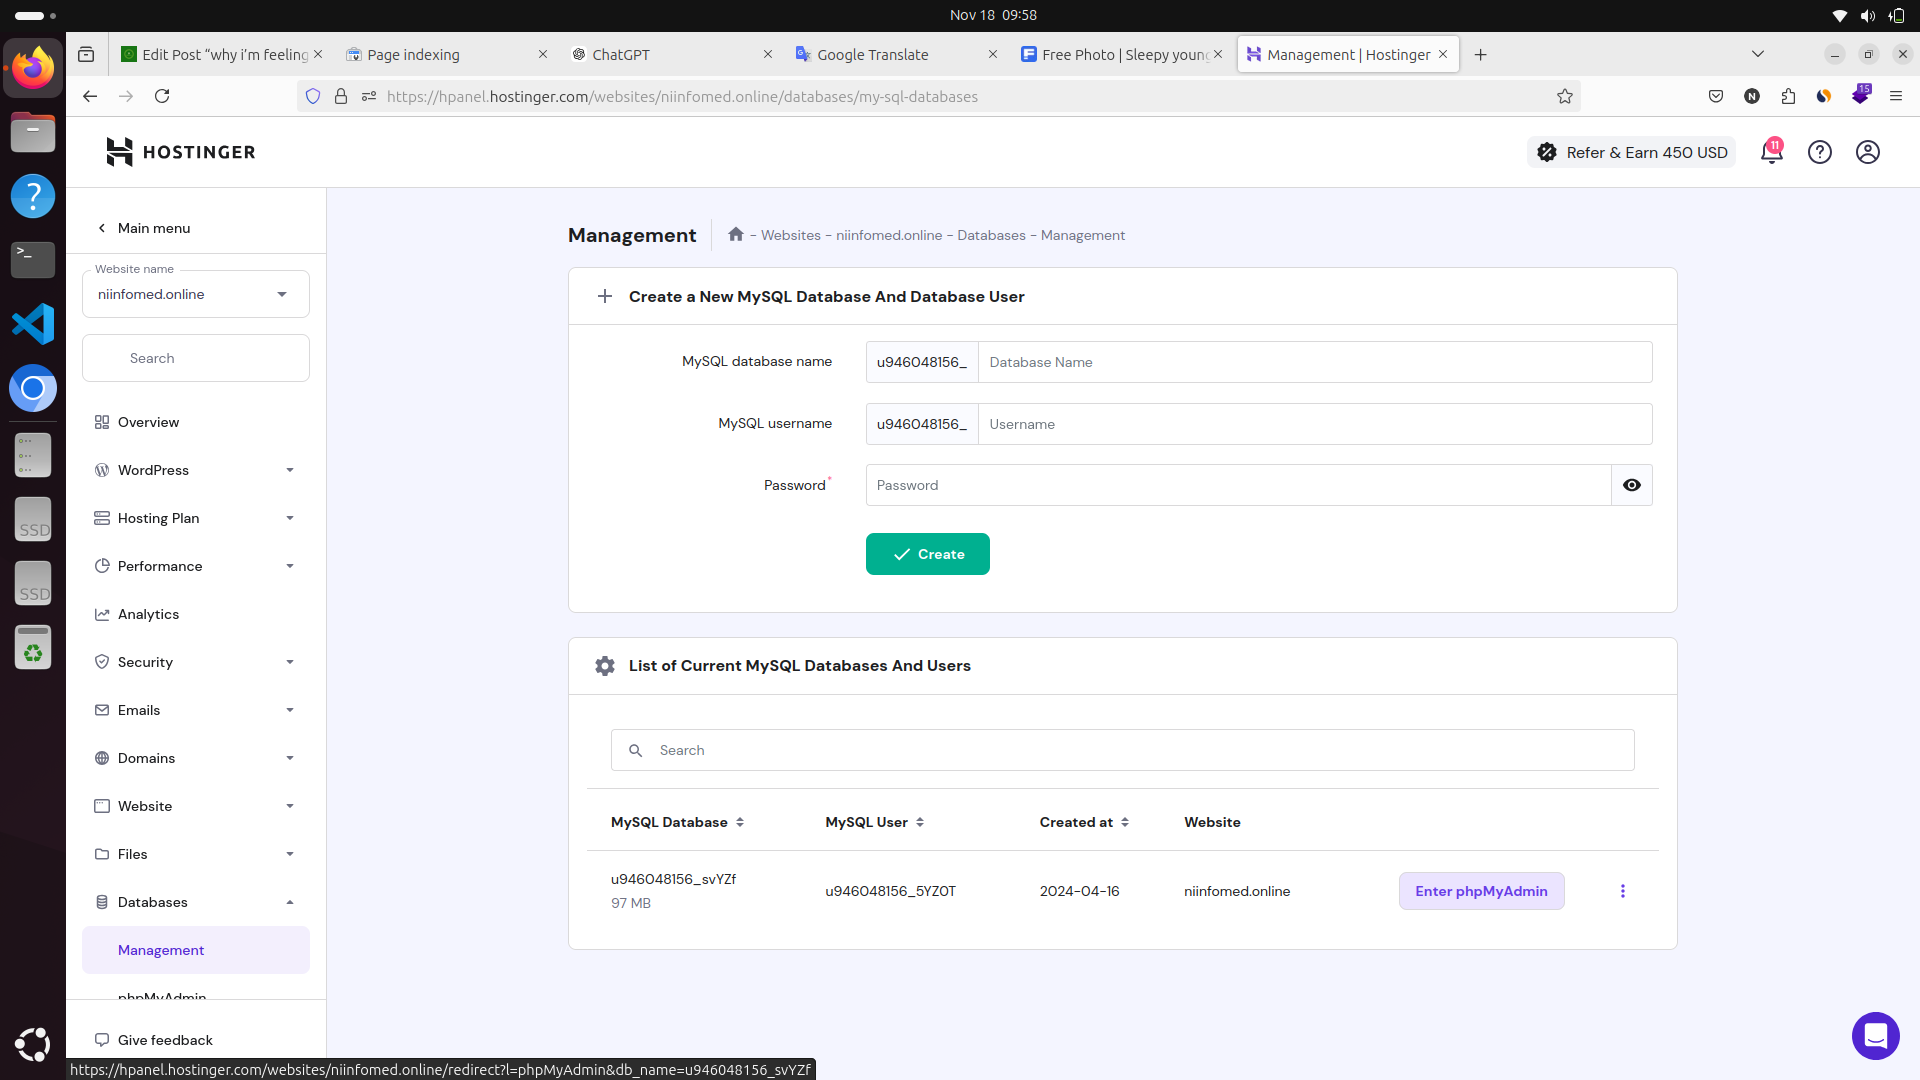 Nov 18 09:58
Edit Post “why i’m feeling
Page indexing
ChatGPT
Google Translate
Free Photo | Sleepy young
Management | Hostinger
https://hpanel.hostinger.com/websites/niinfomed.online/databases/my-sql-databases
N
15
HOSTINGER
Refer & Earn 450 USD
11
Main menu
Website name
niinfomed.online
Search
Overview
WordPress
Hosting Plan
Performance
Analytics
Security
Emails
Domains
Website
Files
Databases
Management
phpMyAdmin
Give feedback
SSD
SSD
Management
- Websites - niinfomed.online - Databases - Management
Create a New MySQL Database And Database User
MySQL database name
u946048156_
Database Name
MySQL username
u946048156_
Username
Password*
Password
Create
List of Current MySQL Databases And Users
Search
MySQL Database
MySQL User
Created at
Website
u946048156_svYZf
97 MB
u946048156_5YZ0T
2024-04-16
niinfomed.online
Enter phpMyAdmin
https://hpanel.hostinger.com/websites/niinfomed.online/redirect?l=phpMyAdmin&db_name=u946048156_svYZf